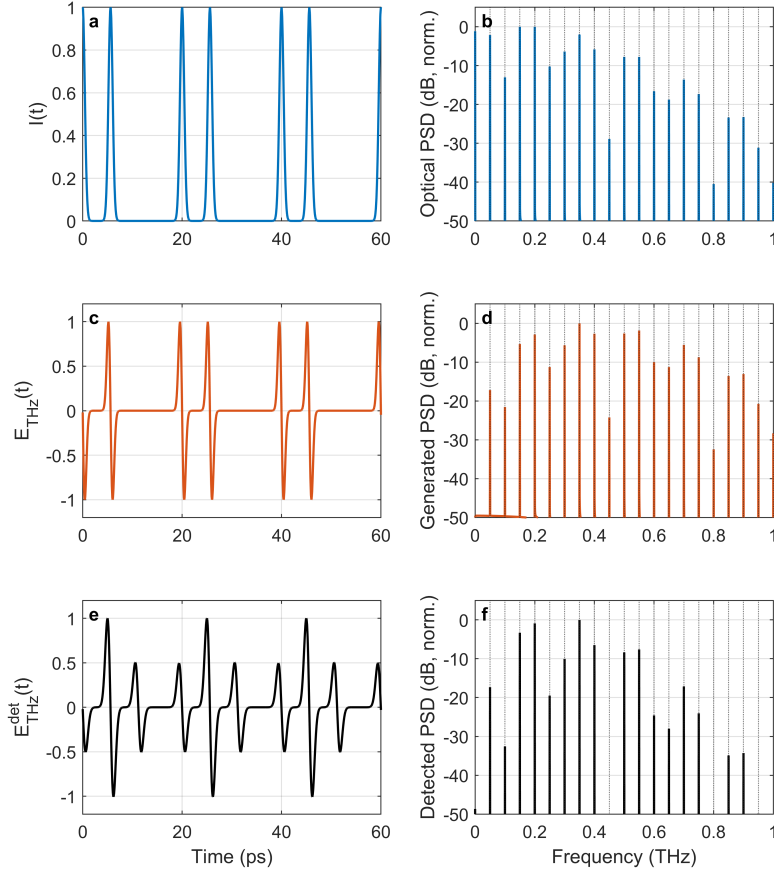 a
1
0.8
0.6
0.4
0.2
0
I(t)
0 20 40 60
b
0
-10
-20
-30
-40
-50
Optical PSD (dB, norm.)
0 0.2 0.4 0.6 0.8 1
c
1
0.5
0
-0.5
-1
E_THz(t)
0 20 40 60
d
0
-10
-20
-30
-40
-50
Generated PSD (dB, norm.)
0 0.2 0.4 0.6 0.8 1
e
1
0.5
0
-0.5
-1
E^det_THz(t)
0 20 40 60
Time (ps)
f
0
-10
-20
-30
-40
-50
Detected PSD (dB, norm.)
0 0.2 0.4 0.6 0.8 1
Frequency (THz)